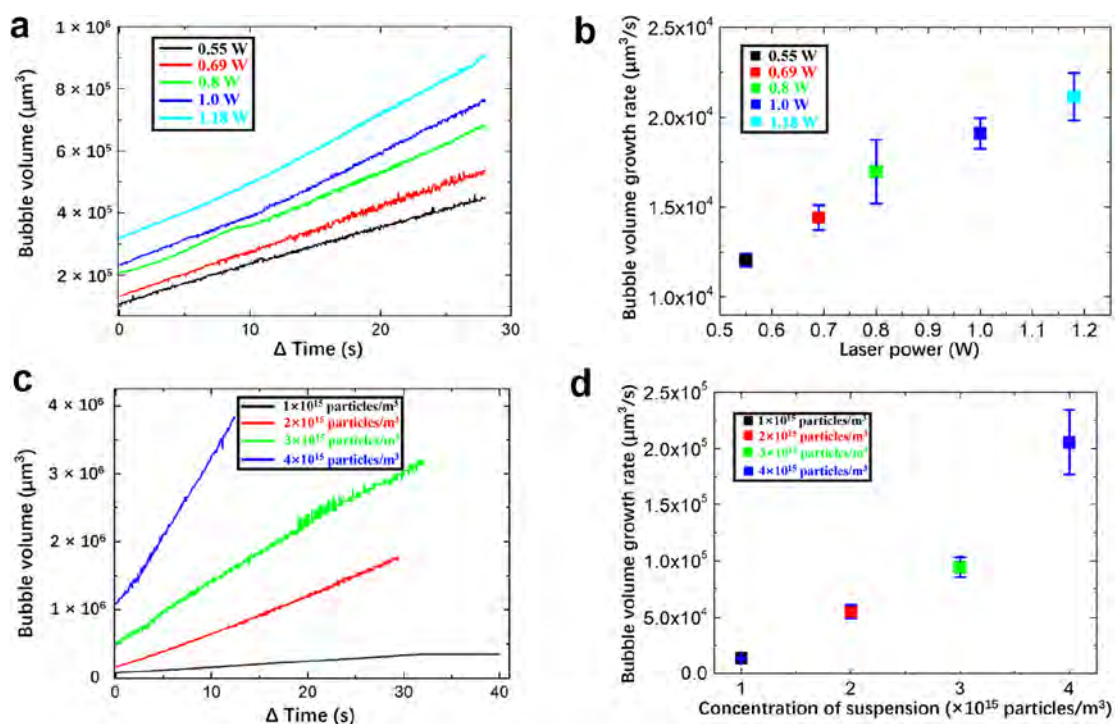 a
1 × 10⁶
8 × 10⁵
6 × 10⁵
4 × 10⁵
2 × 10⁵
Bubble volume (μm³)
0.55 W
0.69 W
0.8 W
1.0 W
1.18 W
0
10
20
30
Δ Time (s)
b
2.5x10⁴
2.0x10⁴
1.5x10⁴
1.0x10⁴
Bubble volume growth rate (μm³/s)
0.55 W
0.69 W
0.8 W
1.0 W
1.18 W
0.5
0.6
0.7
0.8
0.9
1.0
1.1
1.2
Laser power (W)
c
4 × 10⁶
3 × 10⁶
2 × 10⁶
1 × 10⁶
0
Bubble volume (μm³)
1×10¹⁵ particles/m³
2×10¹⁵ particles/m³
3×10¹⁵ particles/m³
4×10¹⁵ particles/m³
0
10
20
30
40
Δ Time (s)
d
2.5x10⁵
2.0x10⁵
1.5x10⁵
1.0x10⁵
5.0x10⁴
0.0
Bubble volume growth rate (μm³/s)
1×10¹⁵ particles/m³
2×10¹⁵ particles/m³
3×10¹⁵ particles/m³
4×10¹⁵ particles/m³
1
2
3
4
Concentration of suspension (×10¹⁵ particles/m³)